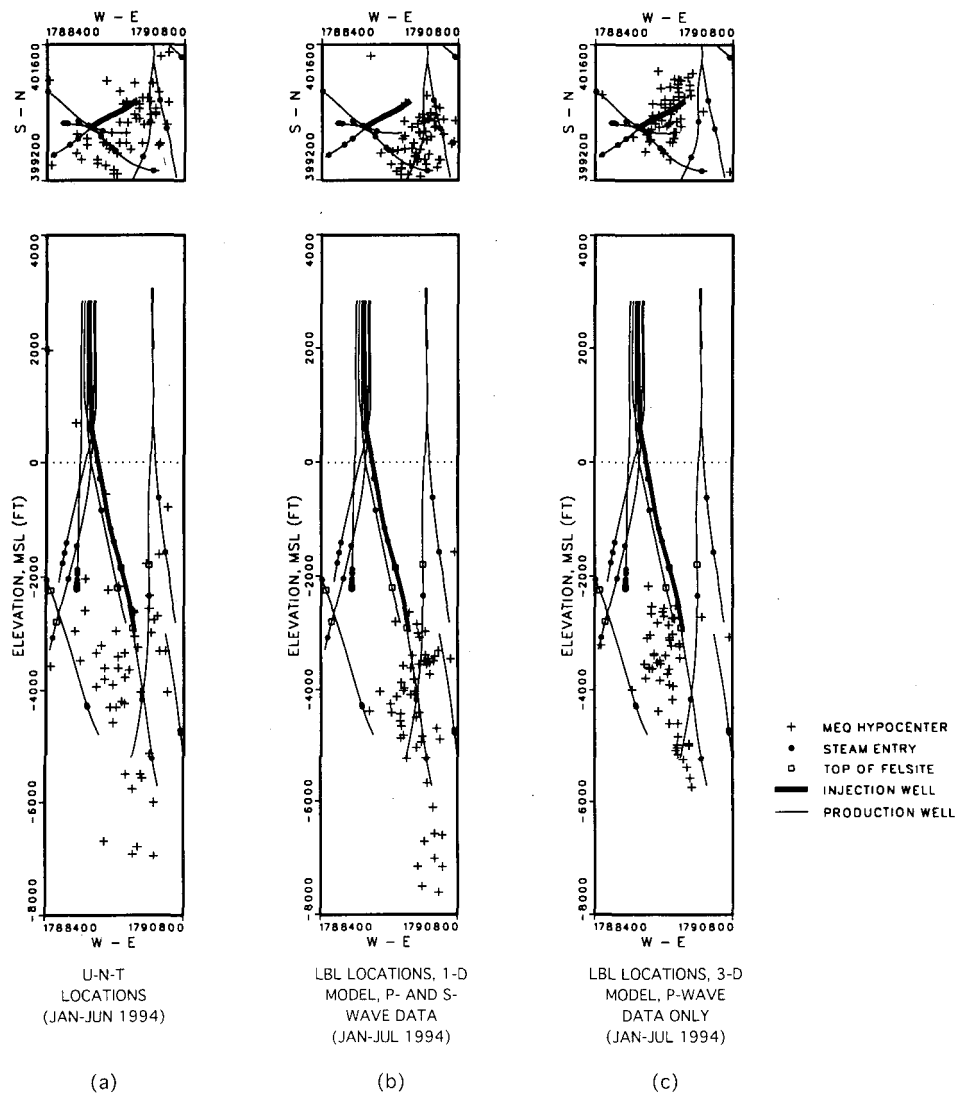 W – E
1788400 1790800
S – N
401600
399200
W – E
1788400 1790800
401600
399200
W – E
1788400 1790800
401600
399200
ELEVATION, MSL (FT)
4000
2000
0
-2000
-4000
-6000
-8000
1788400 1790800
W – E
ELEVATION, MSL (FT)
4000
2000
0
-2000
-4000
-6000
-8000
1788400 1790800
W – E
ELEVATION, MSL (FT)
4000
2000
0
-2000
-4000
-6000
-8000
1788400 1790800
W – E
MEQ HYPOCENTER
STEAM ENTRY
TOP OF FELSITE
INJECTION WELL
PRODUCTION WELL
U-N-T
LOCATIONS
(JAN-JUN 1994)
LBL LOCATIONS, 1-D
MODEL, P- AND S-
WAVE DATA
(JAN-JUL 1994)
LBL LOCATIONS, 3-D
MODEL, P-WAVE
DATA ONLY
(JAN-JUL 1994)
(a)
(b)
(c)